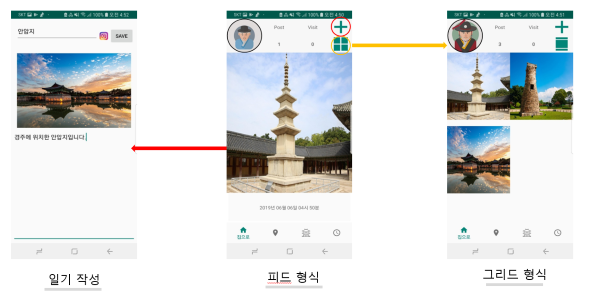 SKT 100% 오전 4:52
안압지
SAVE
경주에 위치한 안압지입니다.
일기 작성
SKT 100% 오전 4:50
Post Visit
1 0
2019년 06월 06일 04시 50분
집으로
피드 형식
SKT 100% 오전 4:51
Post Visit
3 0
집으로
그리드 형식